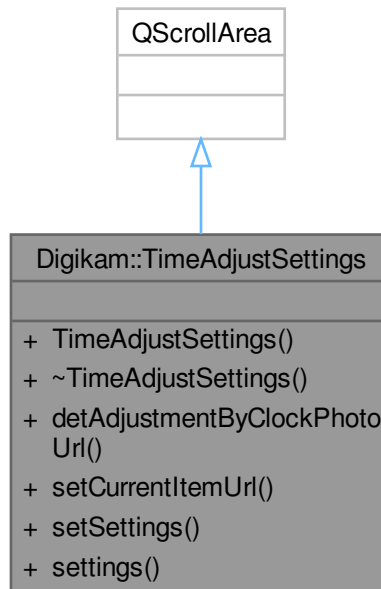 QScrollArea
Digikam::TimeAdjustSettings
+ TimeAdjustSettings()
+ ~TimeAdjustSettings()
+ detAdjustmentByClockPhoto
Url()
+ setCurrentItemUrl()
+ setSettings()
+ settings()